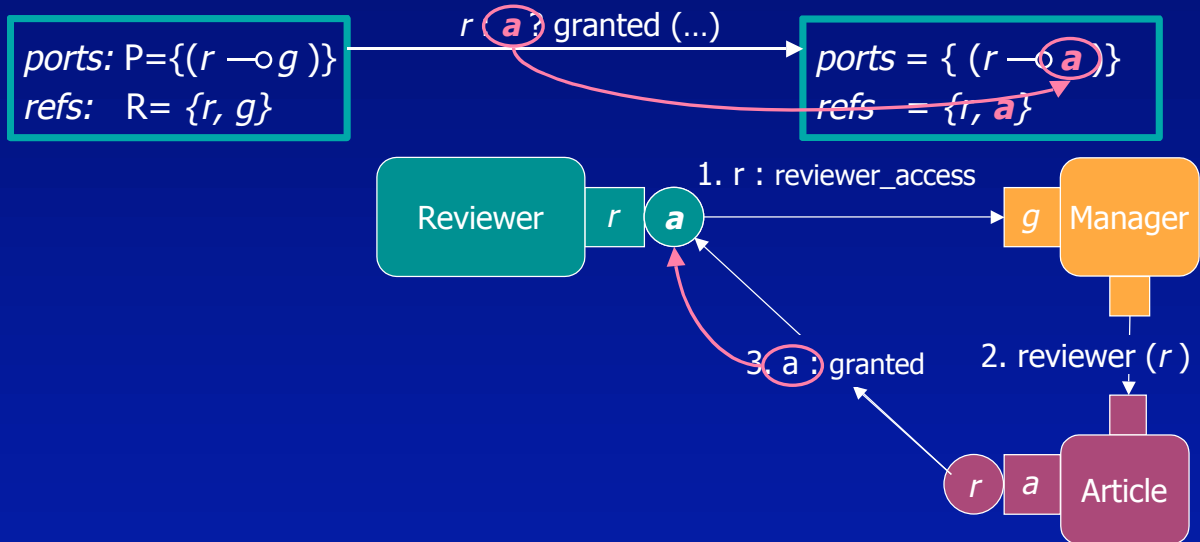 r : a ? granted (...)
ports: P={(r —o g )}
refs: R= {r, g}
ports = { (r —o a )}
refs = {r, a}
1. r : reviewer_access
Reviewer
r
a
g
Manager
2. reviewer (r )
3. a : granted
r
a
Article